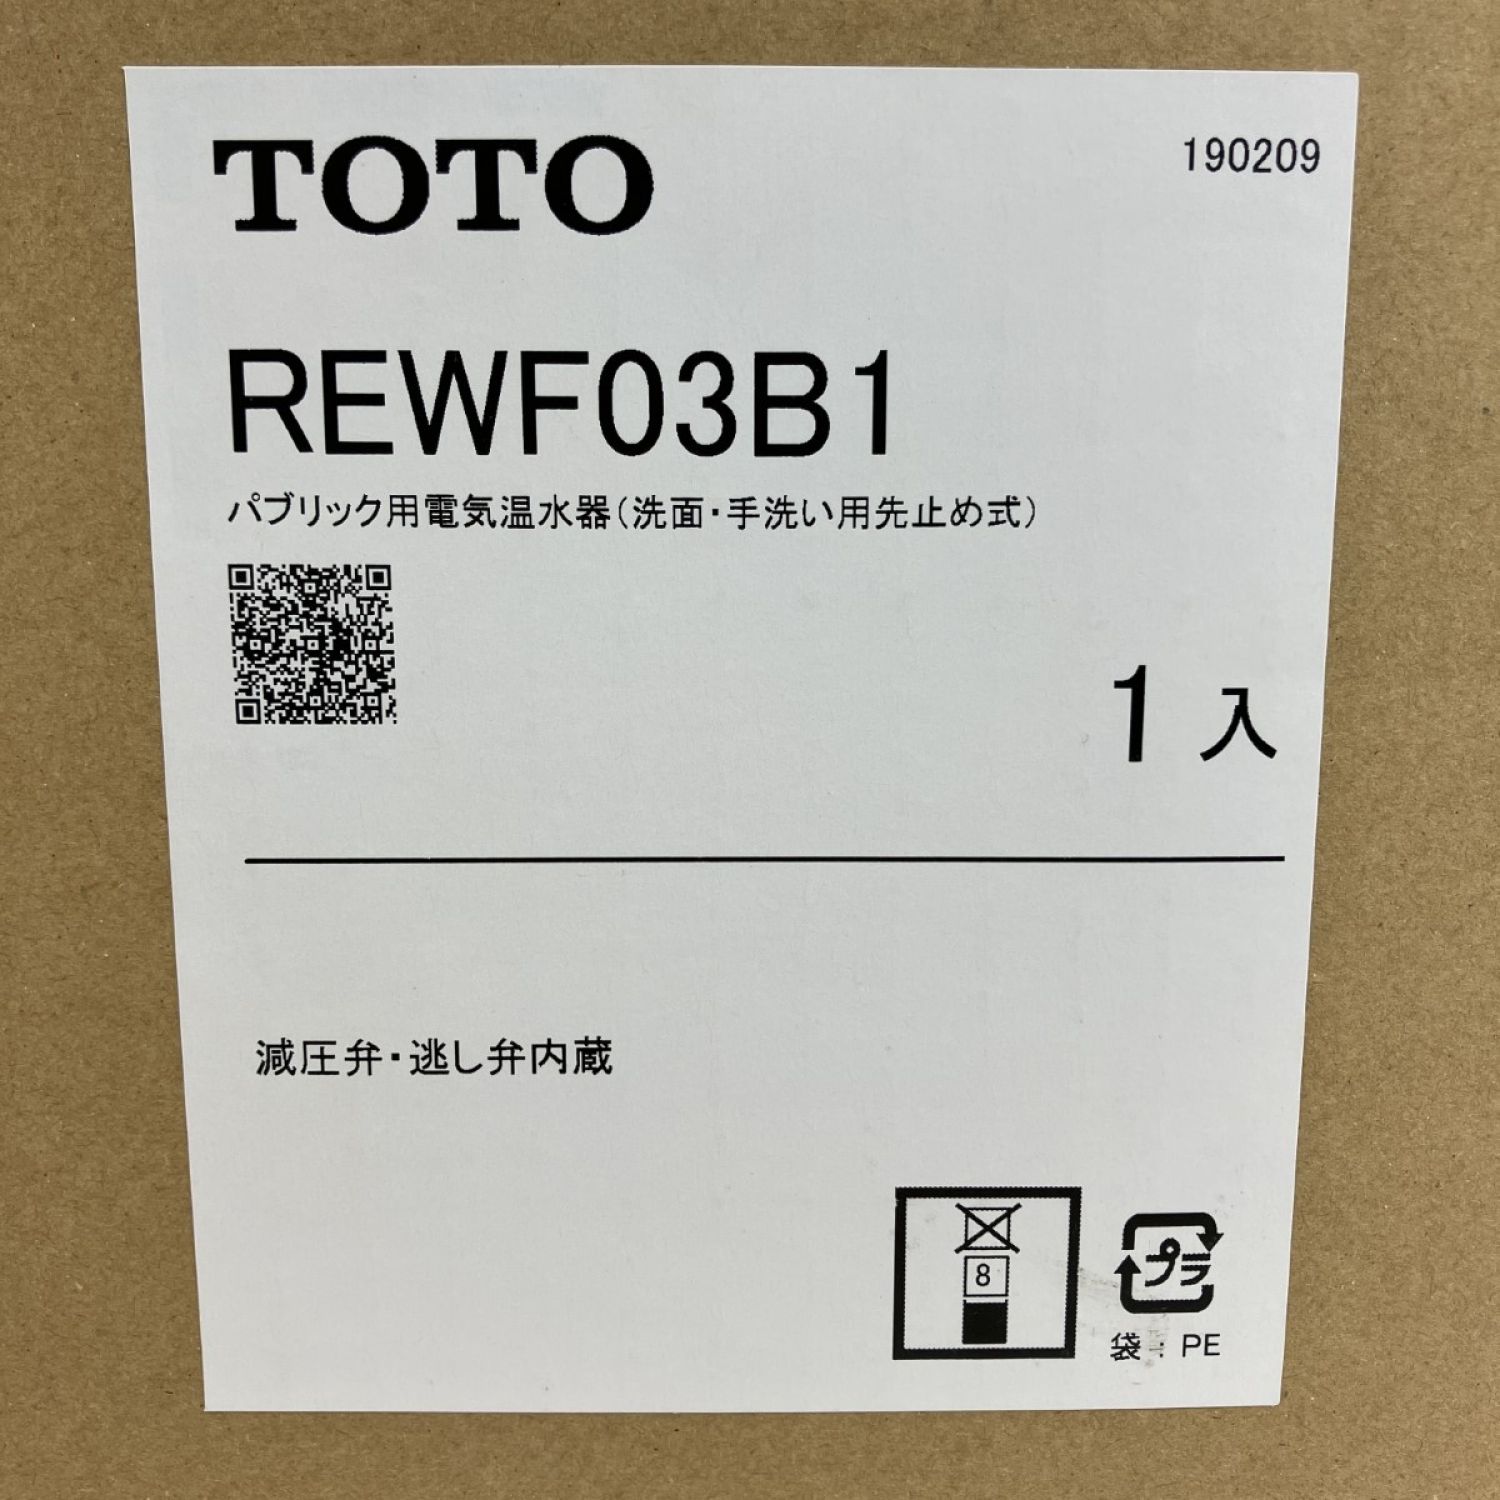 TOTO
190209
REWF03B1
パブリック用電気温水器(洗面・手洗い用先止め式)
1入
減圧弁・逃し弁内蔵
8
プラ
袋:PE